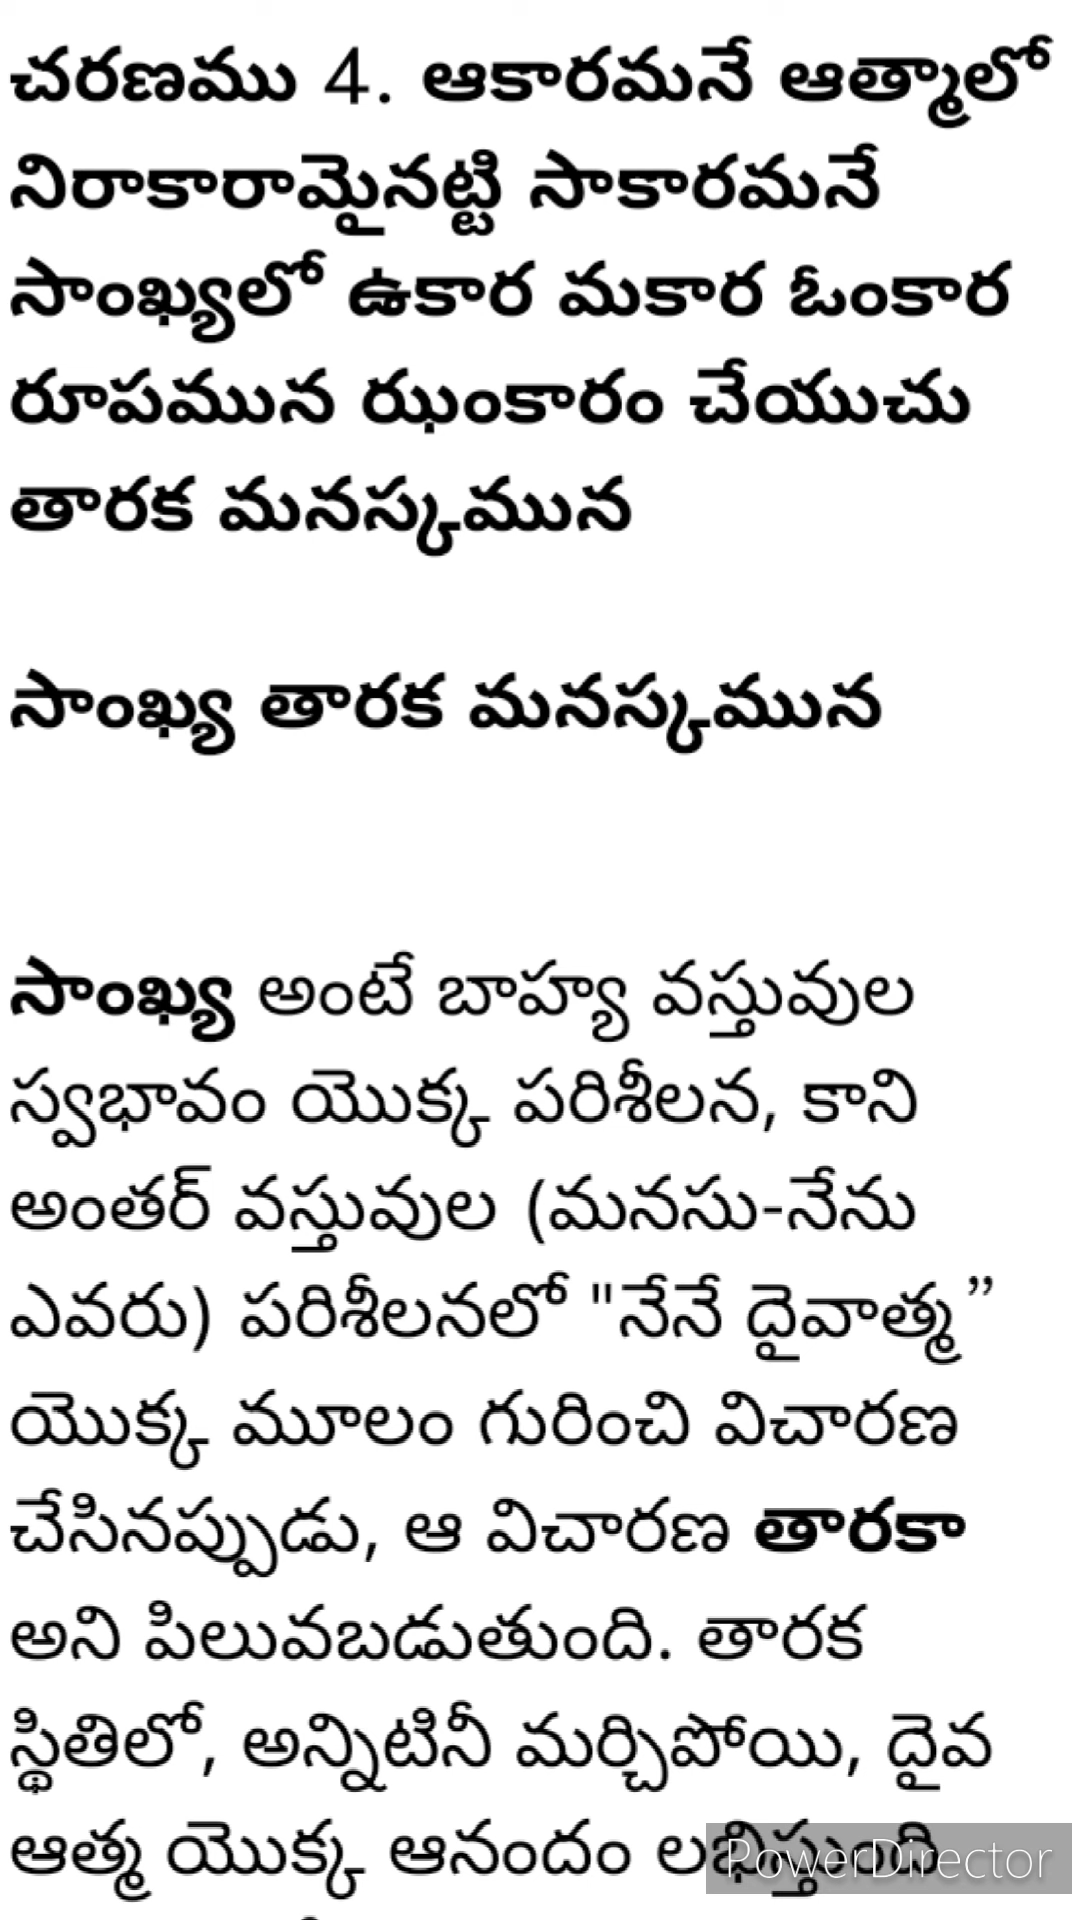 చరణము 4. ఆకారమనే ఆత్మాలో
నిరాకారామైనట్టి సాకారమనే
సాంఖ్యలో ఉకార మకార ఓంకార
రూపమున ఝంకారం చేయుచు
తారక మనస్కమున
సాంఖ్య తారక మనస్కమున
సాంఖ్య అంటే బాహ్య వస్తువుల
స్వభావం యొక్క పరిశీలన, కాని
అంతర్ వస్తువుల (మనసు-నేను
ఎవరు) పరిశీలనలో "నేనే దైవాత్మ”
యొక్క మూలం గురించి విచారణ
చేసినప్పుడు, ఆ విచారణ తారకా
అని పిలువబడుతుంది. తారక
స్థితిలో, అన్నిటినీ మర్చిపోయి, దైవ
ఆత్మ యొక్క ఆనందం లభిస్తుంది
PowerDirector